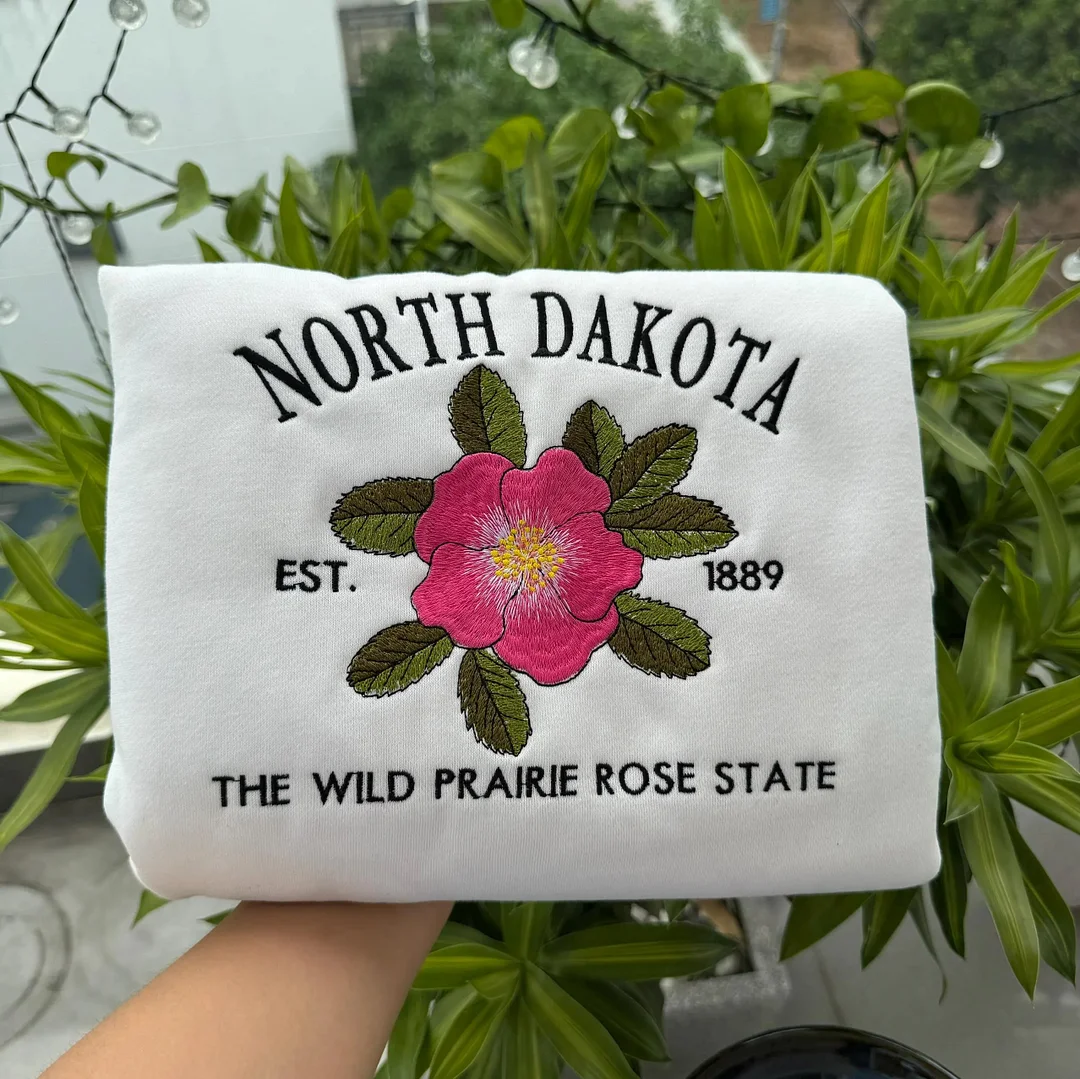 NORTH DAKOTA
EST. 1889
THE WILD PRAIRIE ROSE STATE